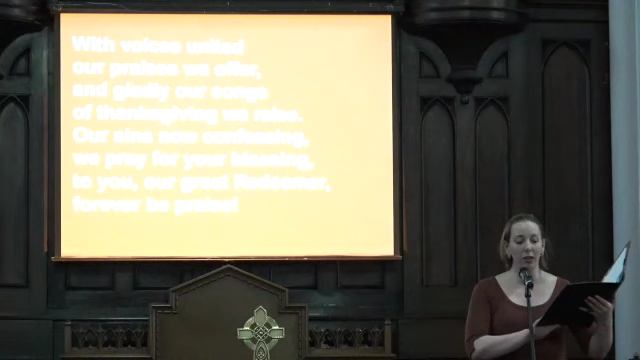 With voices united
our praises we offer,
and gladly our songs
of thanksgiving we raise.
Our sins now confessing,
we pray for your blessing,
to you, our great Redeemer,
forever be praise!